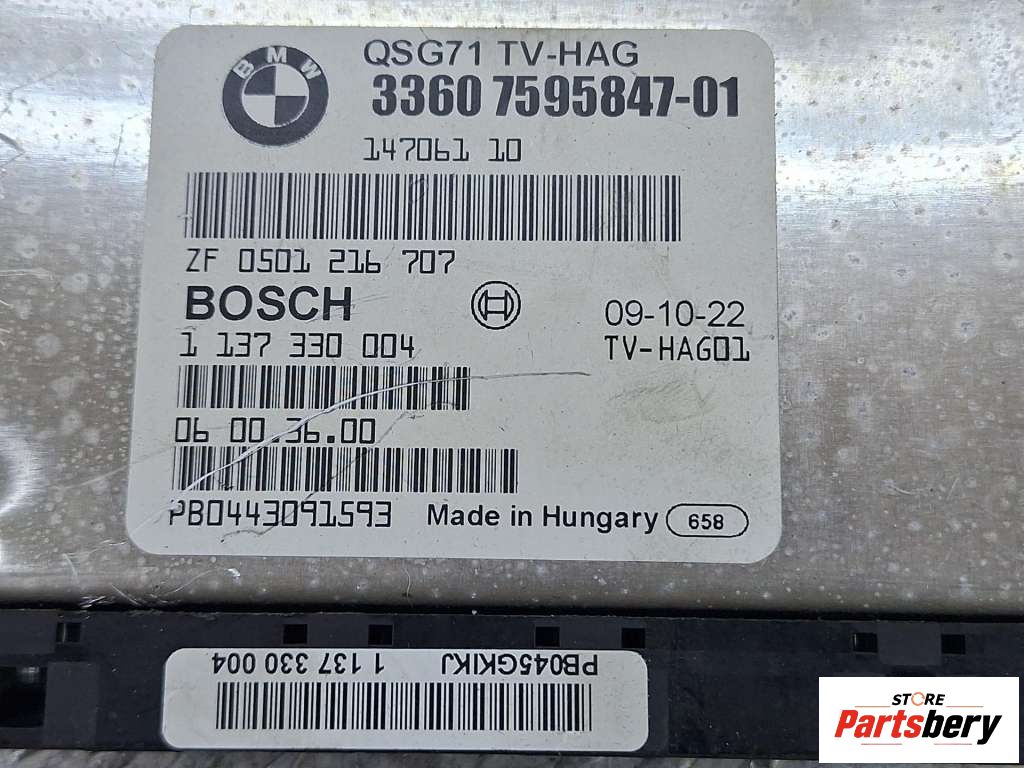 BMW
QSG71 TV-HAG
3360 7595847-01
147061 10
ZF 0501 216 707
BOSCH
09-10-22
1 137 330 004
TV-HAG01
06 00.36.00
PB0443091593
Made in Hungary
658
PB045GKIKJ
1 137 330 004
STORE
Partsbery